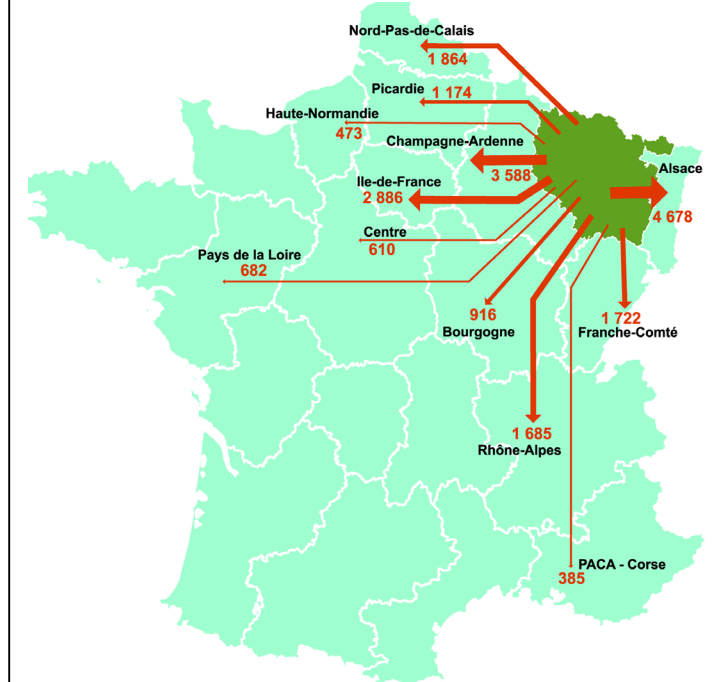 Nord-Pas-de-Calais
1 864
Picardie 1 174
Haute-Normandie
473
Champagne-Ardenne
3 588
Alsace
4 678
Ile-de-France
2 886
Centre
610
Pays de la Loire
682
916
Bourgogne
1 722
Franche-Comté
1 685
Rhône-Alpes
PACA - Corse
385